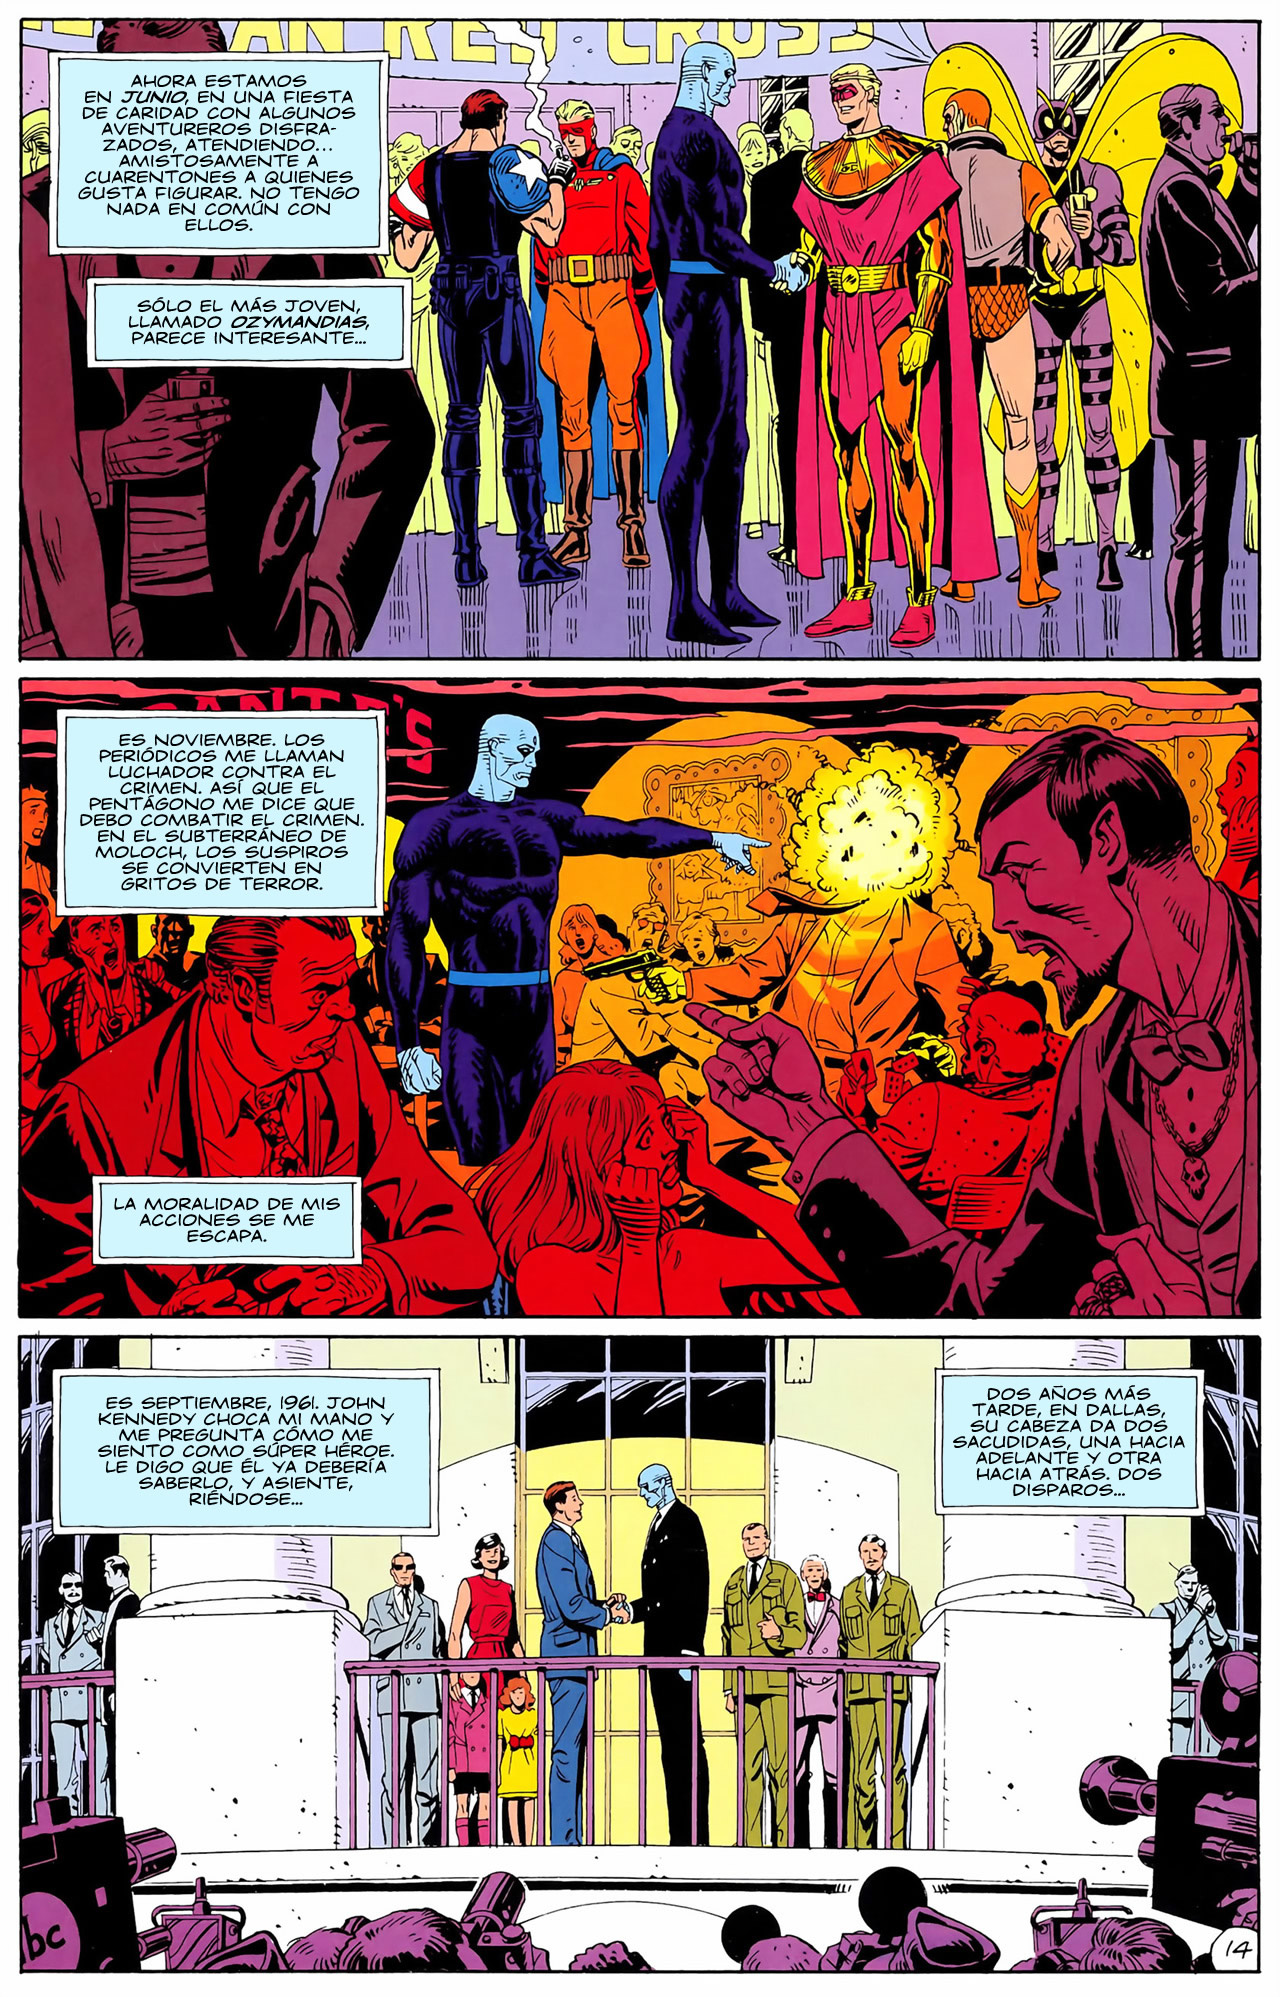 AN RED CROSS
AHORA ESTAMOS
EN JUNIO, EN UNA FIESTA
DE CARIDAD CON ALGUNOS
AVENTUREROS DISFRA-
ZADOS, ATENDIENDO...
AMISTOSAMENTE A
CUARENTONES A QUIENES
GUSTA FIGURAR. NO TENGO
NADA EN COMÚN CON
ELLOS.
SÓLO EL MÁS JOVEN,
LLAMADO OZYMANDIAS,
PARECE INTERESANTE...
DANTE'S
ES NOVIEMBRE. LOS
PERIÓDICOS ME LLAMAN
LUCHADOR CONTRA EL
CRIMEN. ASÍ QUE EL
PENTÁGONO ME DICE QUE
DEBO COMBATIR EL CRIMEN.
EN EL SUBTERRÁNEO DE
MOLOCH, LOS SUSPIROS
SE CONVIERTEN EN
GRITOS DE TERROR.
LA MORALIDAD DE MIS
ACCIONES SE ME
ESCAPA.
ES SEPTIEMBRE, 1961. JOHN
KENNEDY CHOCA MI MANO Y
ME PREGUNTA CÓMO ME
SIENTO COMO SÚPER HÉROE.
LE DIGO QUE ÉL YA DEBERÍA
SABERLO, Y ASIENTE,
RIÉNDOSE...
DOS AÑOS MÁS
TARDE, EN DALLAS,
SU CABEZA DA DOS
SACUDIDAS, UNA HACIA
ADELANTE Y OTRA
HACIA ATRÁS. DOS
DISPAROS...
bc
14